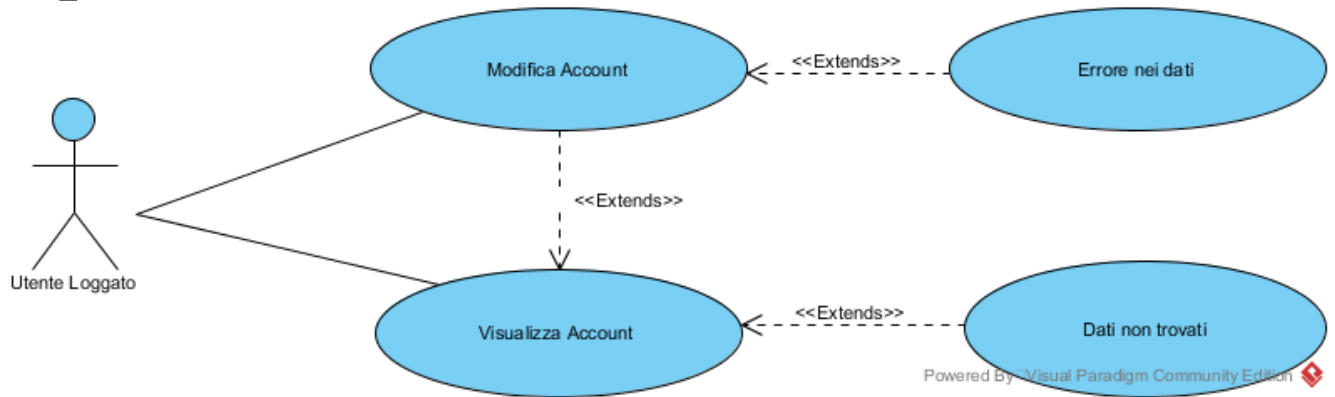 Modifica Account
<<Extends>>
Errore nei dati
<<Extends>>
Utente Loggato
Visualizza Account
<<Extends>>
Dati non trovati
Powered By Visual Paradigm Community Edition